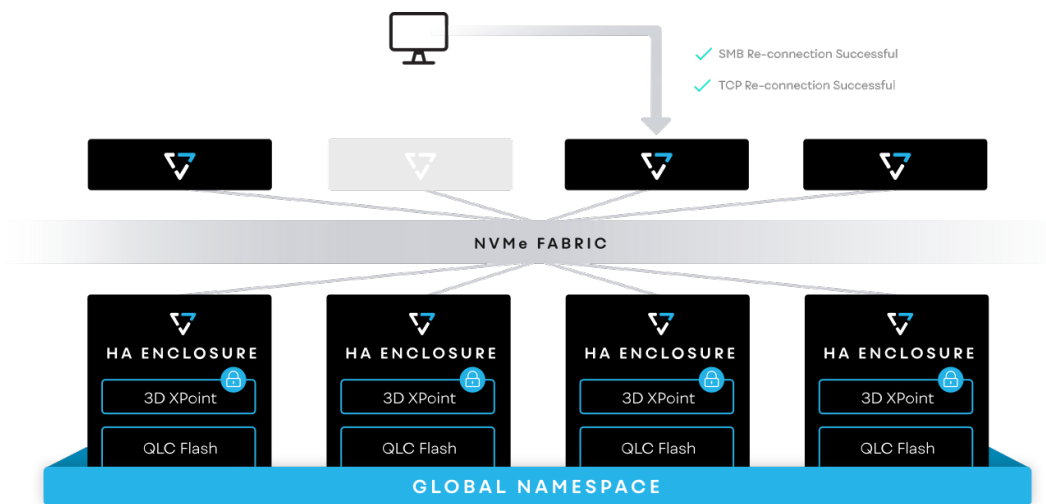 SMB Re-connection Successful
TCP Re-connection Successful
NVMe FABRIC
HA ENCLOSURE
3D XPoint
QLC Flash
HA ENCLOSURE
3D XPoint
QLC Flash
HA ENCLOSURE
3D XPoint
QLC Flash
HA ENCLOSURE
3D XPoint
QLC Flash
GLOBAL NAMESPACE